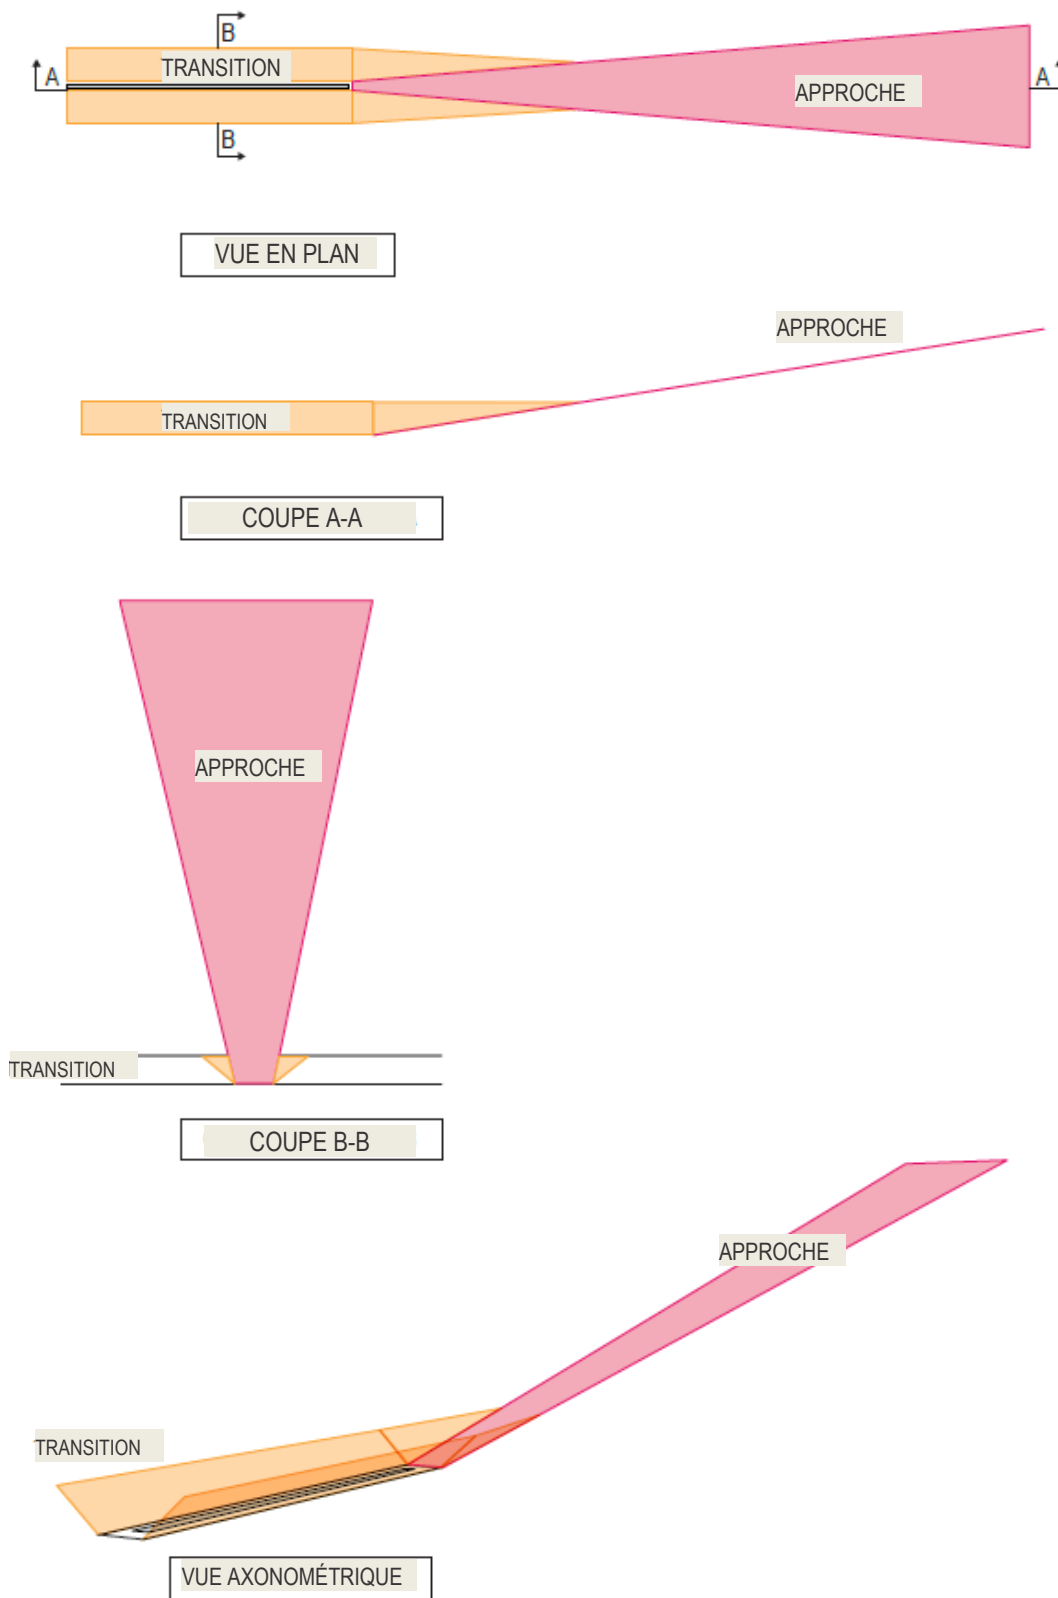 B
TRANSITION
A
A
APPROCHE
B
VUE EN PLAN
APPROCHE
TRANSITION
COUPE A-A
APPROCHE
TRANSITION
COUPE B-B
APPROCHE
TRANSITION
VUE AXONOMÉTRIQUE